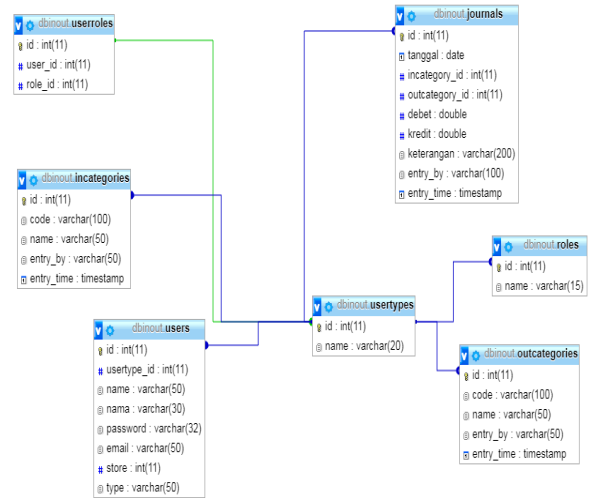 dbinout.userroles
id : int(11)
user_id : int(11)
role_id : int(11)
dbinout.journals
id : int(11)
tanggal : date
incategory_id : int(11)
outcategory_id : int(11)
debet : double
kredit : double
keterangan : varchar(200)
entry_by : varchar(100)
entry_time : timestamp
dbinout.incategories
id : int(11)
code : varchar(100)
name : varchar(50)
entry_by : varchar(50)
entry_time : timestamp
dbinout.roles
id : int(11)
name : varchar(15)
dbinout.usertypes
id : int(11)
name : varchar(20)
dbinout.users
id : int(11)
usertype_id : int(11)
name : varchar(50)
nama : varchar(30)
password : varchar(32)
email : varchar(50)
store : int(11)
type : varchar(50)
dbinout.outcategories
id : int(11)
code : varchar(100)
name : varchar(50)
entry_by : varchar(50)
entry_time : timestamp